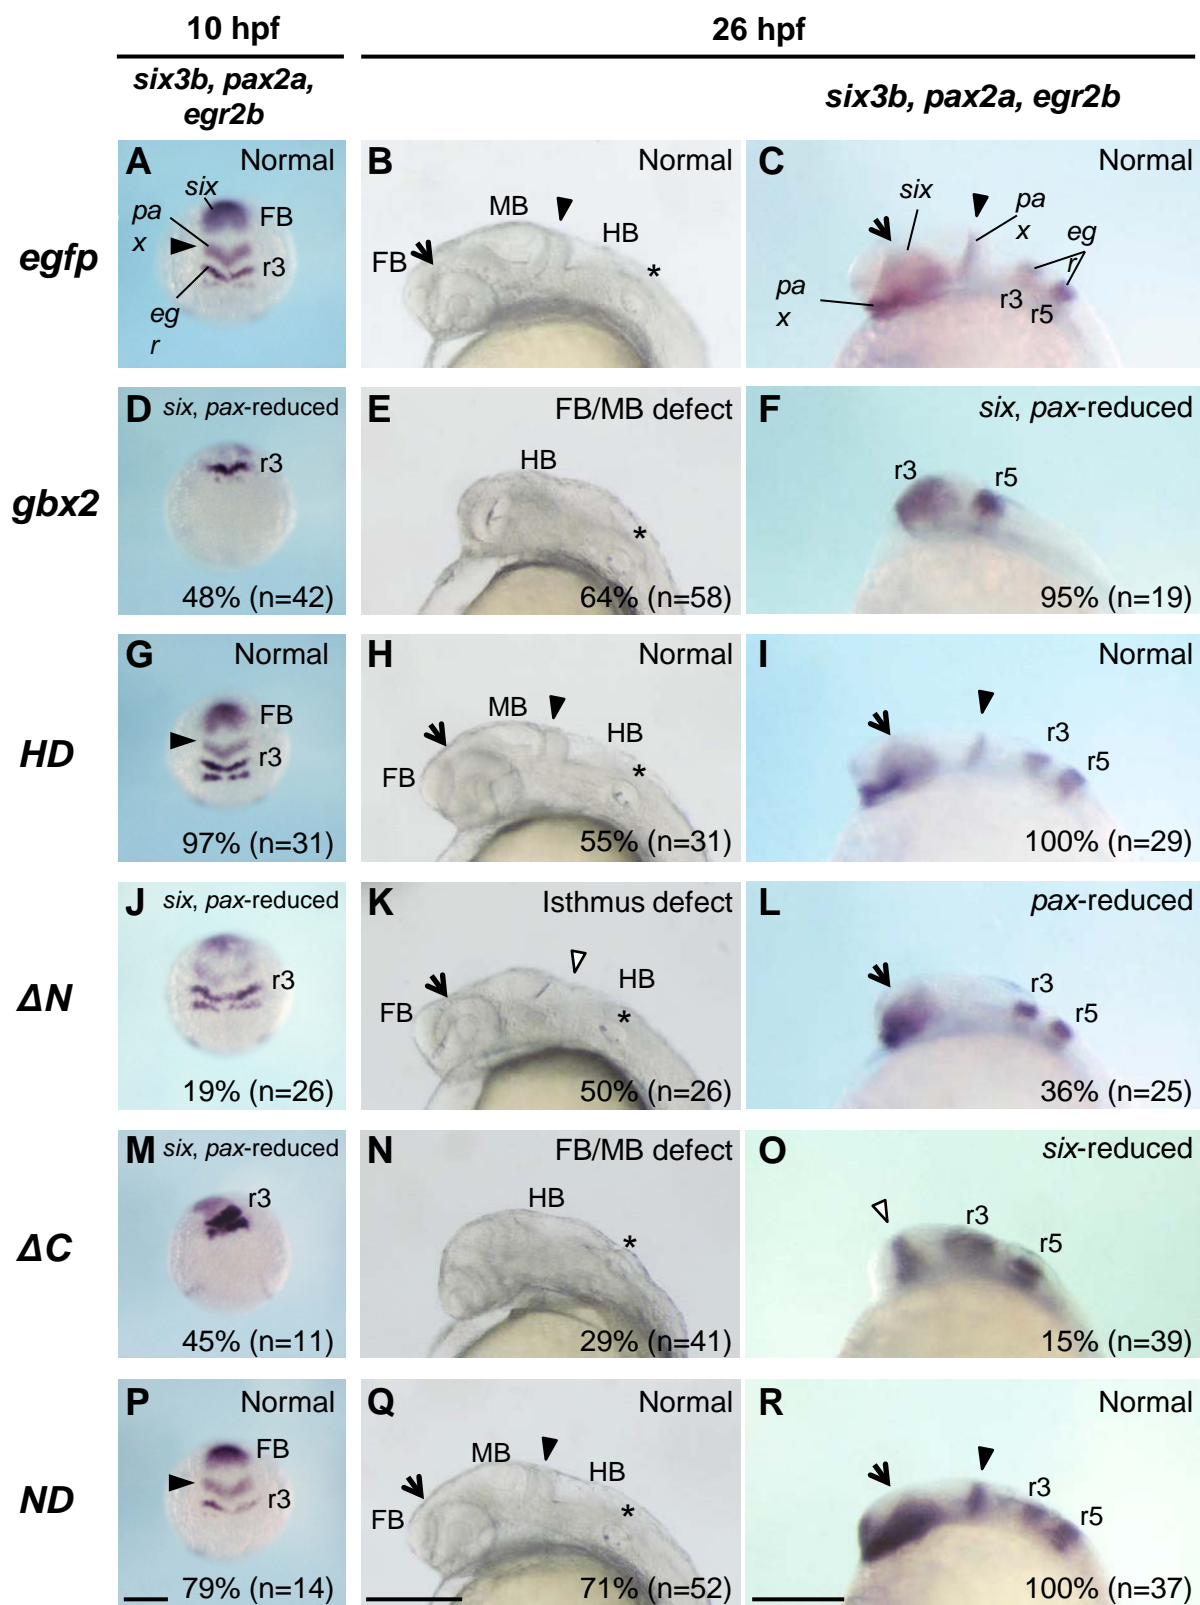 10 hpf
26 hpf
six3b, pax2a,
egr2b
six3b, pax2a, egr2b
egfp
A Normal
six
pa
x
FB
r3
eg
r
B Normal
MB
HB
FB
*
C Normal
six
pa
x
eg
r
pa
x
r3
r5
gbx2
D six, pax-reduced
r3
48% (n=42)
E FB/MB defect
HB
*
64% (n=58)
F six, pax-reduced
r3
r5
95% (n=19)
HD
G Normal
FB
r3
97% (n=31)
H Normal
MB
HB
FB
*
55% (n=31)
I Normal
r3
r5
100% (n=29)
ΔN
J six, pax-reduced
r3
19% (n=26)
K Isthmus defect
HB
FB
*
50% (n=26)
L pax-reduced
r3
r5
36% (n=25)
ΔC
M six, pax-reduced
r3
45% (n=11)
N FB/MB defect
HB
*
29% (n=41)
O six-reduced
r3
r5
15% (n=39)
ND
P Normal
FB
r3
79% (n=14)
Q Normal
MB
HB
FB
*
71% (n=52)
R Normal
r3
r5
100% (n=37)